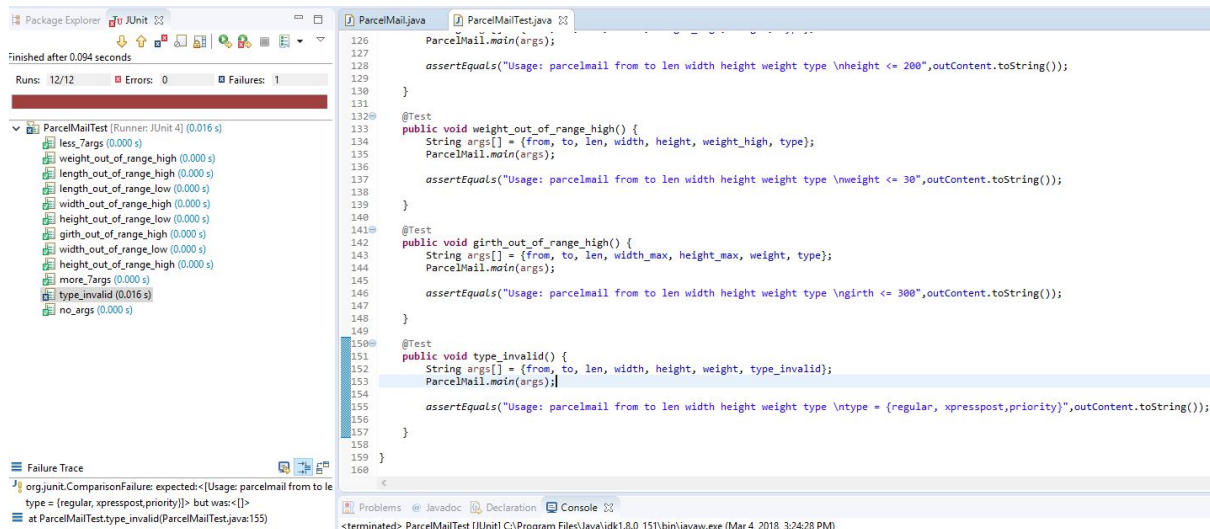 Package Explorer JUnit
Finished after 0.094 seconds
Runs: 12/12 Errors: 0 Failures: 1
ParcelMailTest [Runner: JUnit 4] (0.016 s)
less_7args (0.000 s)
weight_out_of_range_high (0.000 s)
length_out_of_range_high (0.000 s)
length_out_of_range_low (0.000 s)
width_out_of_range_high (0.000 s)
height_out_of_range_low (0.000 s)
girth_out_of_range_high (0.000 s)
width_out_of_range_low (0.000 s)
height_out_of_range_high (0.000 s)
more_7args (0.000 s)
type_invalid (0.016 s)
no_args (0.000 s)
Failure Trace
org.junit.ComparisonFailure: expected:<[Usage: parcelmail from to le
type = {regular, xpresspost,priority}]> but was:<[]>
at ParcelMailTest.type_invalid(ParcelMailTest.java:155)
ParcelMail.java ParcelMailTest.java
126 ParcelMail.main(args);
127
128 assertEquals("Usage: parcelmail from to len width height weight type \nheight <= 200",outContent.toString());
129
130 }
131
132 @Test
133 public void weight_out_of_range_high() {
134 String args[] = {from, to, len, width, height, weight_high, type};
135 ParcelMail.main(args);
136
137 assertEquals("Usage: parcelmail from to len width height weight type \nweight <= 30",outContent.toString());
138
139 }
140
141 @Test
142 public void girth_out_of_range_high() {
143 String args[] = {from, to, len, width_max, height_max, weight, type};
144 ParcelMail.main(args);
145
146 assertEquals("Usage: parcelmail from to len width height weight type \ngirth <= 300",outContent.toString());
147
148 }
149
150 @Test
151 public void type_invalid() {
152 String args[] = {from, to, len, width, height, weight, type_invalid};
153 ParcelMail.main(args);
154
155 assertEquals("Usage: parcelmail from to len width height weight type \ntype = {regular, xpresspost,priority}",outContent.toString());
156
157 }
158
159 }
160
Problems @ Javadoc Declaration Console
<terminated> ParcelMailTest [JUnit] C:\Program Files\Java\jdk1.8.0_151\bin\javaw.exe (Mar 4, 2018, 3:24:28 PM)